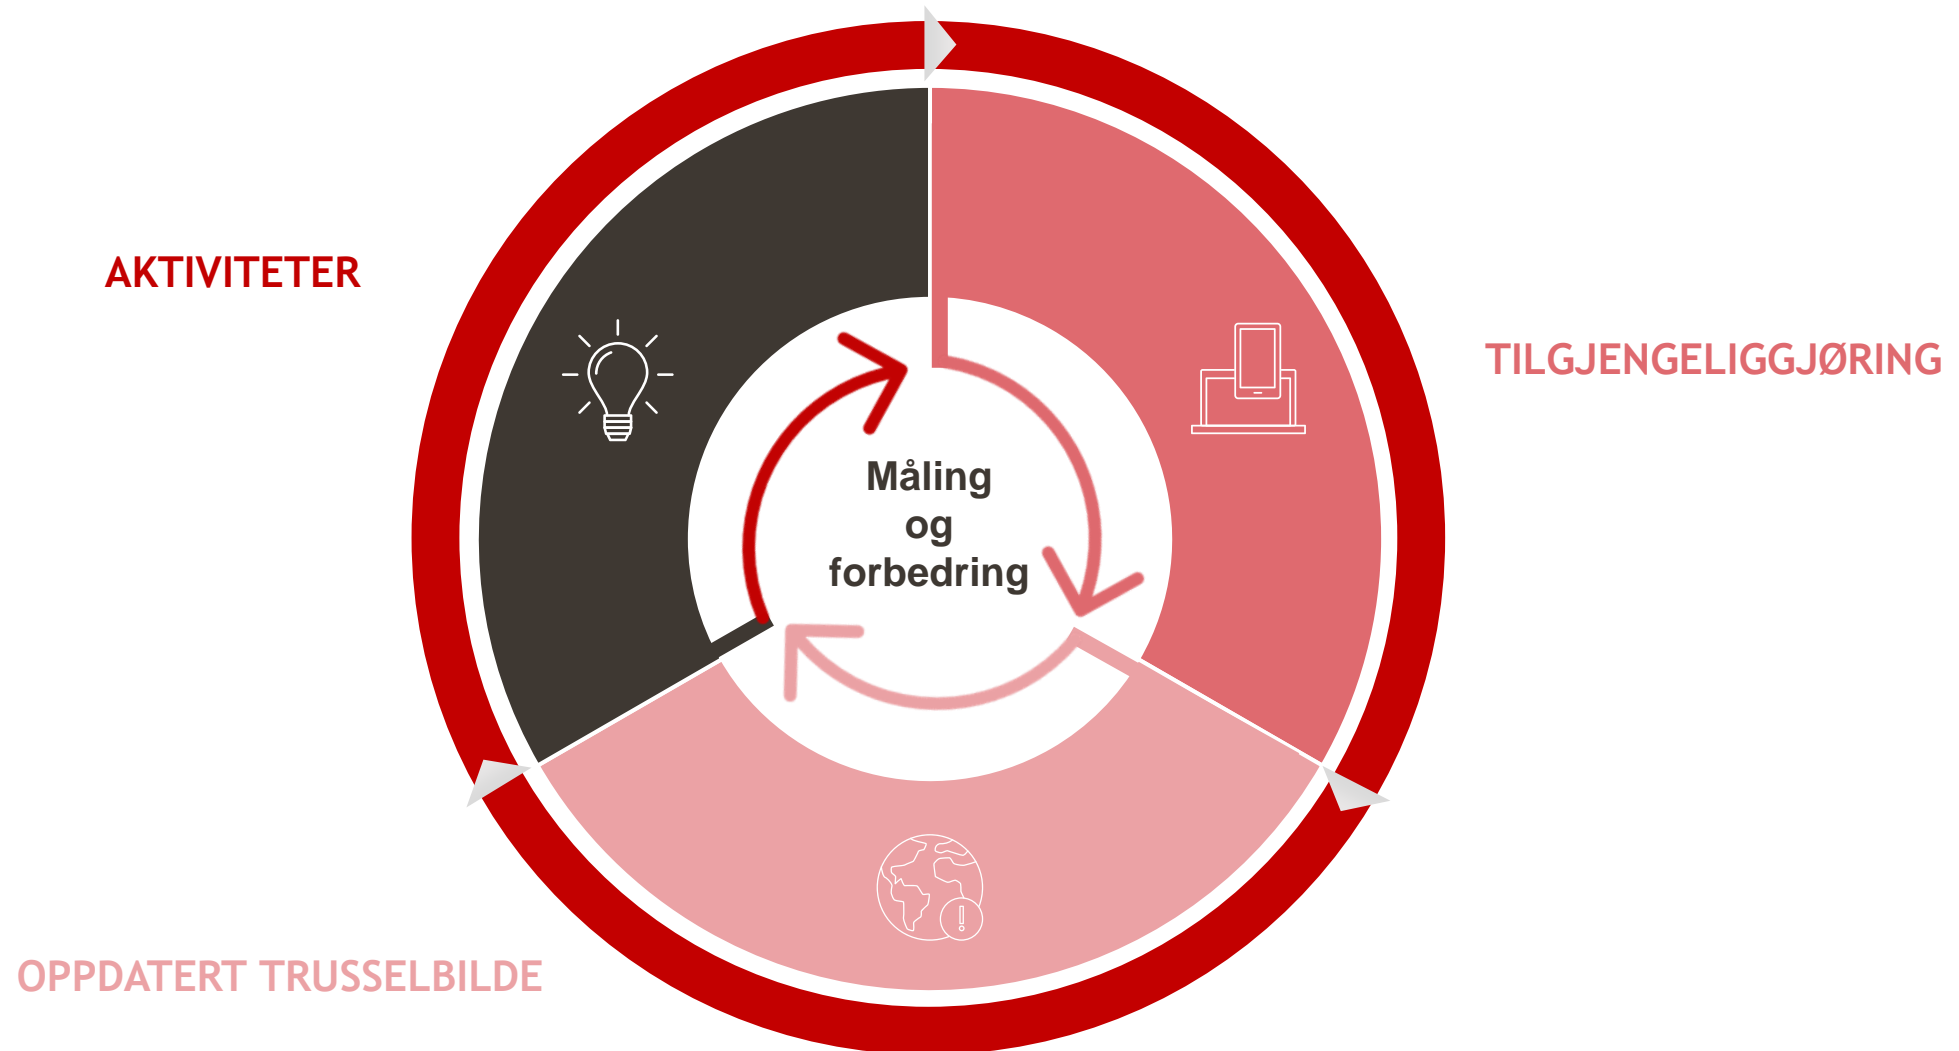 AKTIVITETER
TILGJENGELIGGJØRING
Måling
og
forbedring
OPPDATERT TRUSSELBILDE